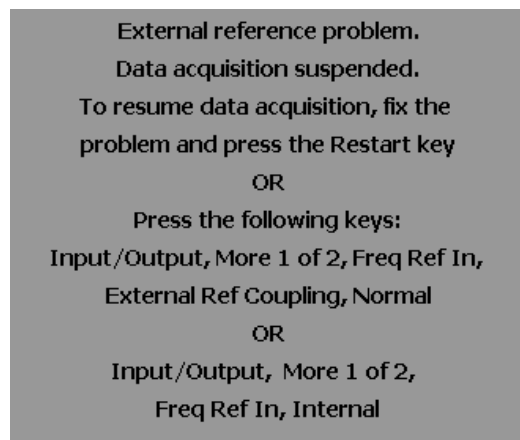 External reference problem.
Data acquisition suspended.
To resume data acquisition, fix the
problem and press the Restart key
OR
Press the following keys:
Input/Output, More 1 of 2, Freq Ref In,
External Ref Coupling, Normal
OR
Input/Output, More 1 of 2,
Freq Ref In, Internal